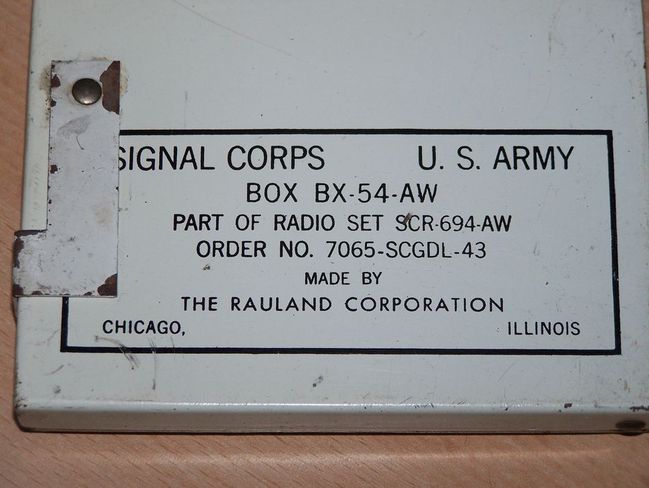 SIGNAL CORPS U. S. ARMY
BOX BX-54-AW
PART OF RADIO SET SCR-694-AW
ORDER NO. 7065-SCGDL-43
MADE BY
THE RAULAND CORPORATION
CHICAGO, ILLINOIS